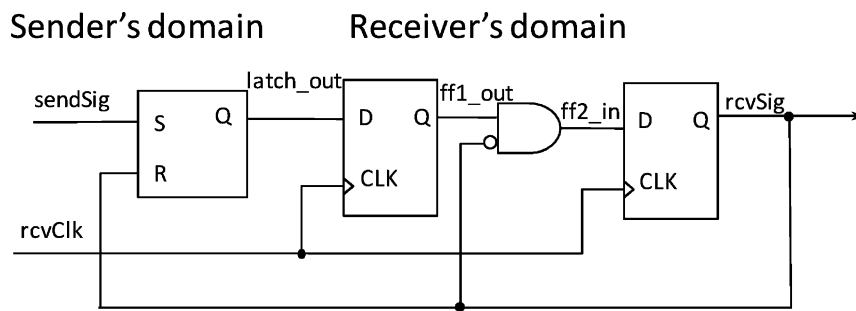 Sender's domain
Receiver's domain
sendSig
latch_out
ff1_out
ff2_in
rcvSig
S
Q
R
D
Q
CLK
D
Q
CLK
rcvClk